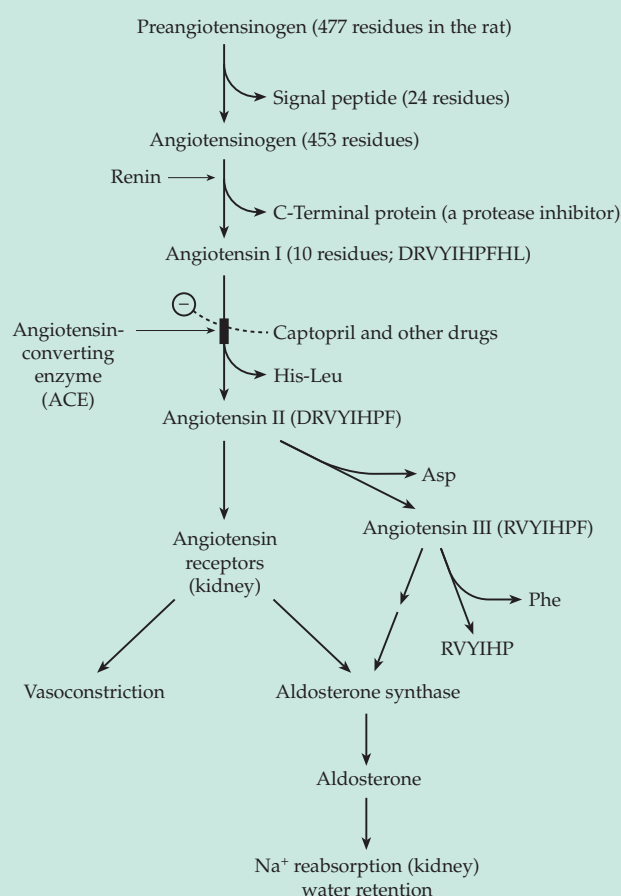 Preangiotensinogen (477 residues in the rat)
Signal peptide (24 residues)
Angiotensinogen (453 residues)
Renin
C-Terminal protein (a protease inhibitor)
Angiotensin I (10 residues; DRVYIHPFHL)
−
Angiotensin-
converting
enzyme
(ACE)
Captopril and other drugs
His-Leu
Angiotensin II (DRVYIHPF)
Asp
Angiotensin
receptors
(kidney)
Angiotensin III (RVYIHPF)
Phe
RVYIHP
Vasoconstriction
Aldosterone synthase
Aldosterone
Na⁺ reabsorption (kidney)
water retention